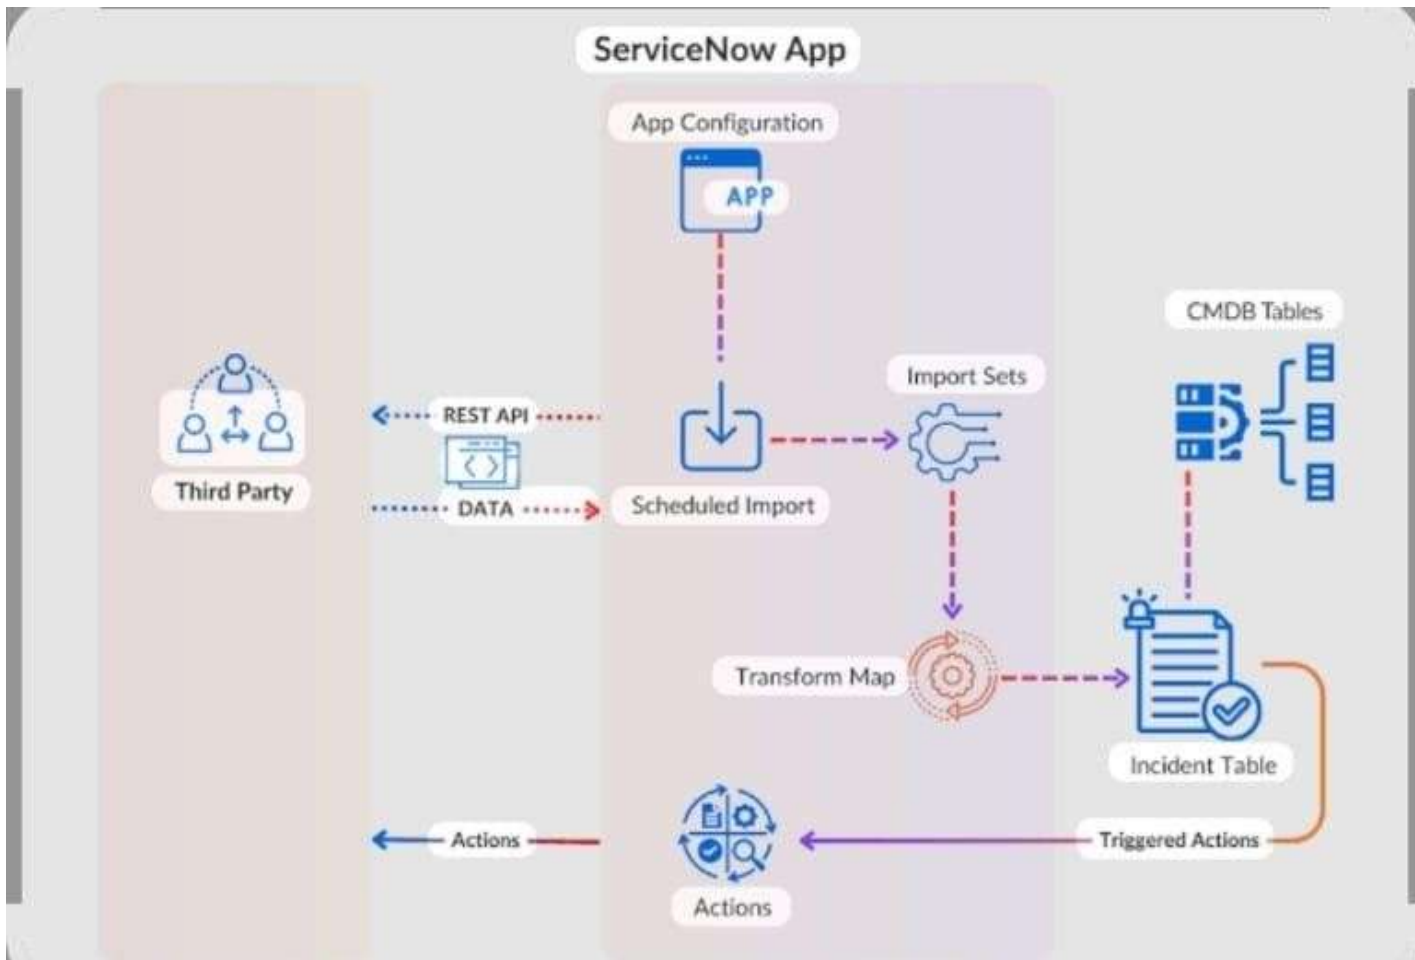 ServiceNow App
App Configuration
APP
CMDB Tables
Import Sets
REST API
Third Party
DATA
Scheduled Import
Transform Map
Incident Table
Actions
Triggered Actions
Actions